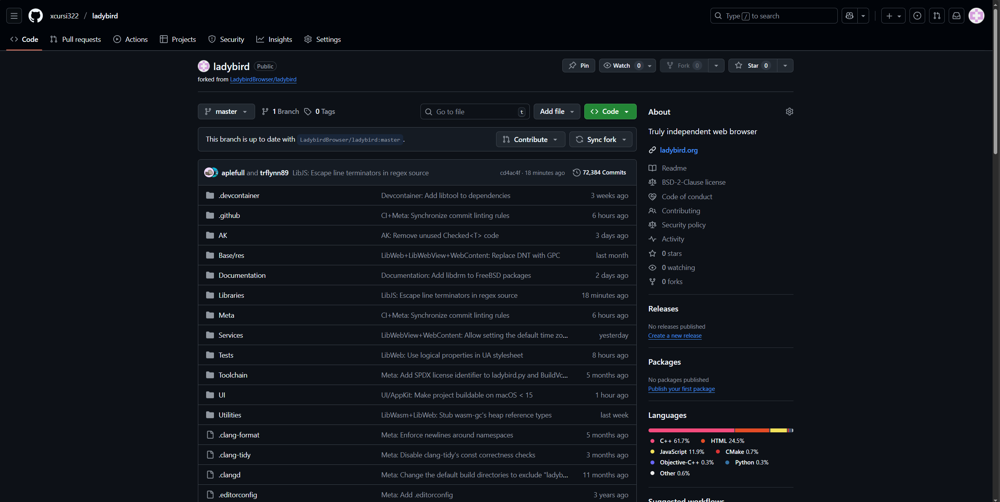 xcursi322 / ladybird
Type / to search
Code Pull requests Actions Projects Security Insights Settings
ladybird Public
Pin Watch 0 Fork 0 Star 0
forked from LadybirdBrowser/ladybird
master 1 Branch 0 Tags Go to file t Add file Code
This branch is up to date with LadybirdBrowser/ladybird:master . Contribute Sync fork
aplefull and trflynn89 LibJS: Escape line terminators in regex source cd4ac4f · 18 minutes ago 72,384 Commits
.devcontainer Devcontainer: Add libtool to dependencies 3 weeks ago
.github CI+Meta: Synchronize commit linting rules 6 hours ago
AK AK: Remove unused Checked<T> code 3 days ago
Base/res LibWeb+LibWebView+WebContent: Replace DNT with GPC last month
Documentation Documentation: Add libdrm to FreeBSD packages 2 days ago
Libraries LibJS: Escape line terminators in regex source 18 minutes ago
Meta CI+Meta: Synchronize commit linting rules 6 hours ago
Services LibWebView+WebContent: Allow setting the default time zo... yesterday
Tests LibWeb: Use logical properties in UA stylesheet 8 hours ago
Toolchain Meta: Add SPDX license identifier to ladybird.py and BuildVc... 5 months ago
UI UI/AppKit: Make project buildable on macOS < 15 1 hour ago
Utilities LibWasm+LibWeb: Stub wasm-gc's heap reference types last week
.clang-format Meta: Enforce newlines around namespaces 5 months ago
.clang-tidy Meta: Disable clang-tidy's const correctness checks 3 months ago
.clangd Meta: Change the default build directories to exclude "ladyb... 11 months ago
.editorconfig Meta: Add .editorconfig 3 years ago
About
Truly independent web browser
ladybird.org
Readme
BSD-2-Clause license
Code of conduct
Contributing
Security policy
Activity
0 stars
0 watching
0 forks
Releases
No releases published
Create a new release
Packages
No packages published
Publish your first package
Languages
C++ 61.7% HTML 24.5%
JavaScript 11.9% CMake 0.7%
Objective-C++ 0.3% Python 0.3%
Other 0.6%
Suggested workflows